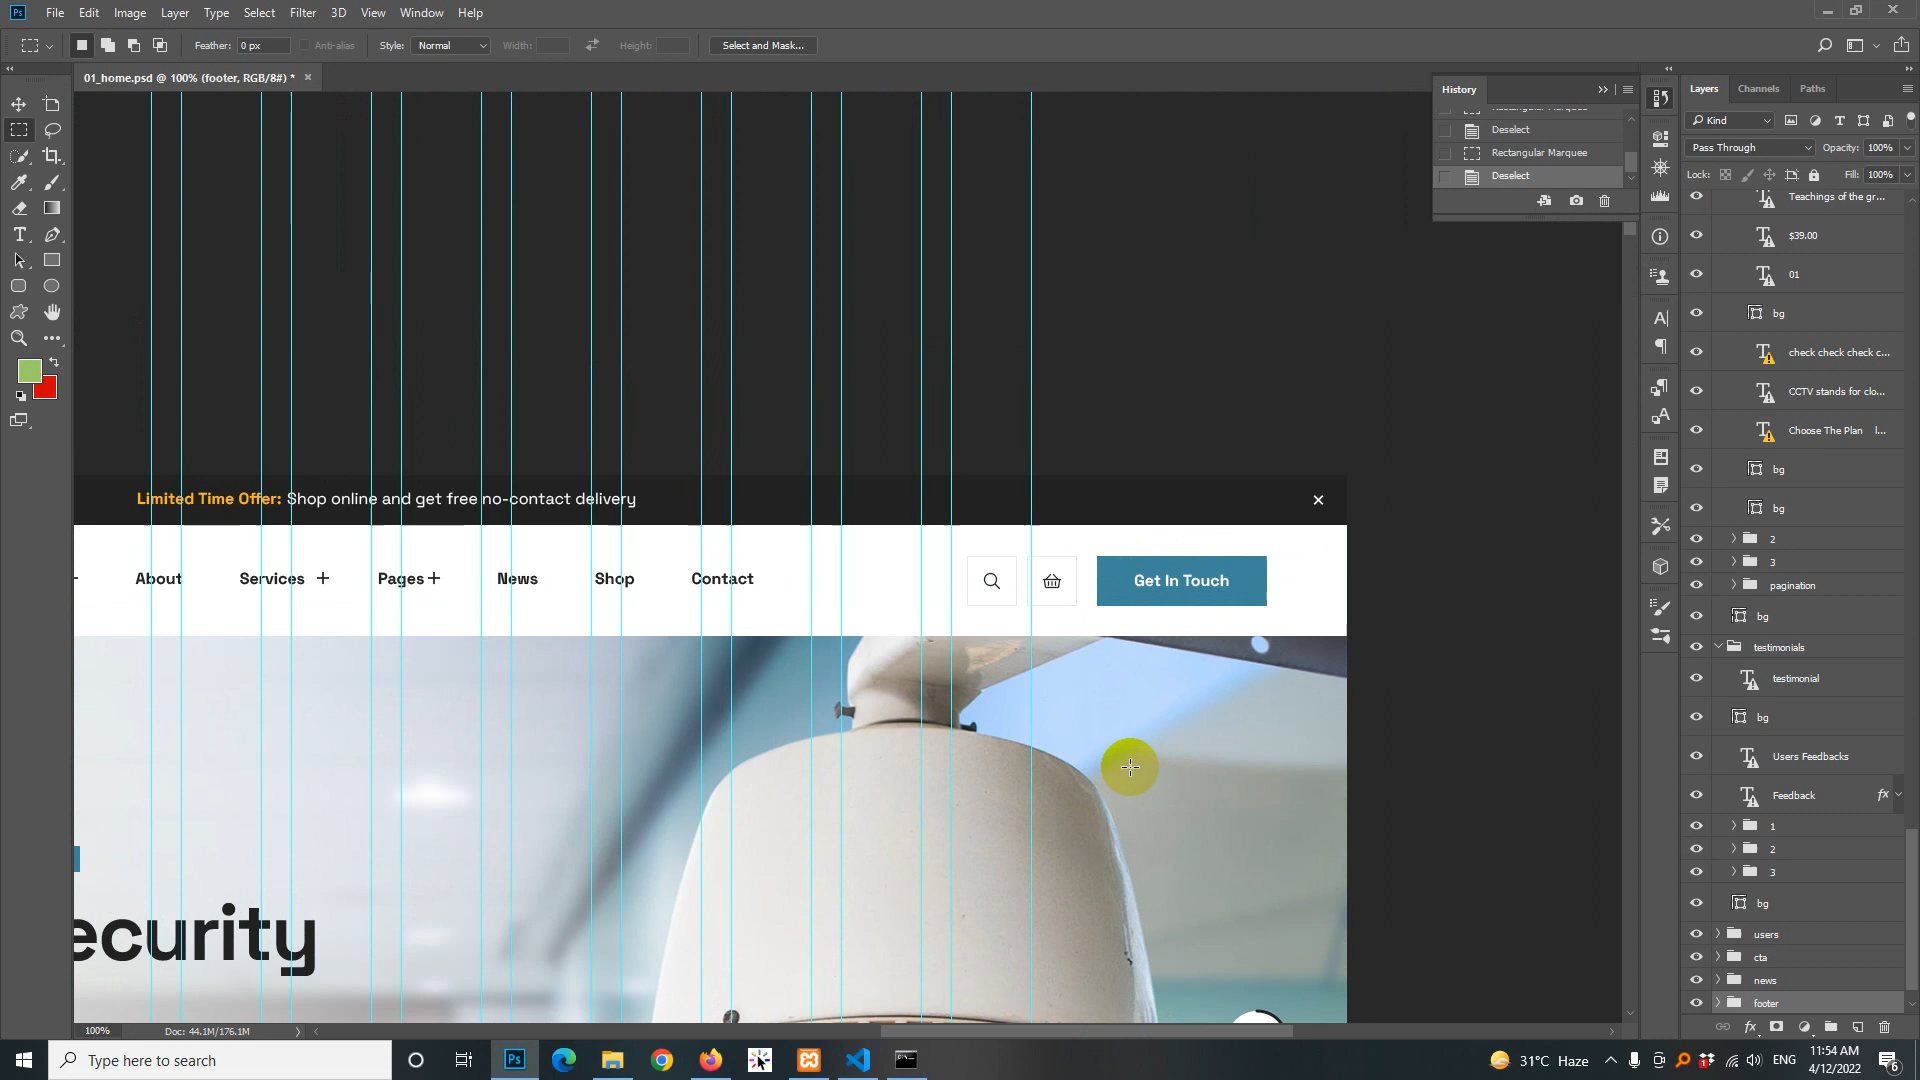 Ps File Edit Image Layer Type Select Filter 3D View Window Help
Feather: 0 px Anti-alias Style: Normal Width: Height: Select and Mask...
01_home.psd @ 100% (footer, RGB/8#) *
History
Deselect
Rectangular Marquee
Deselect
Layers Channels Paths
Kind
Pass Through Opacity: 100%
Lock: Fill: 100%
Teachings of the gr...
$39.00
01
bg
check check check c...
CCTV stands for clo...
Choose The Plan l...
bg
bg
2
3
pagination
bg
testimonials
testimonial
bg
Users Feedbacks
Feedback fx
1
2
3
bg
users
cta
news
footer
Limited Time Offer: Shop online and get free no-contact delivery
About Services + Pages + News Shop Contact Get In Touch
ecurity
100% Doc: 44.1M/176.1M
Type here to search
31°C Haze ENG 11:54 AM
4/12/2022
6